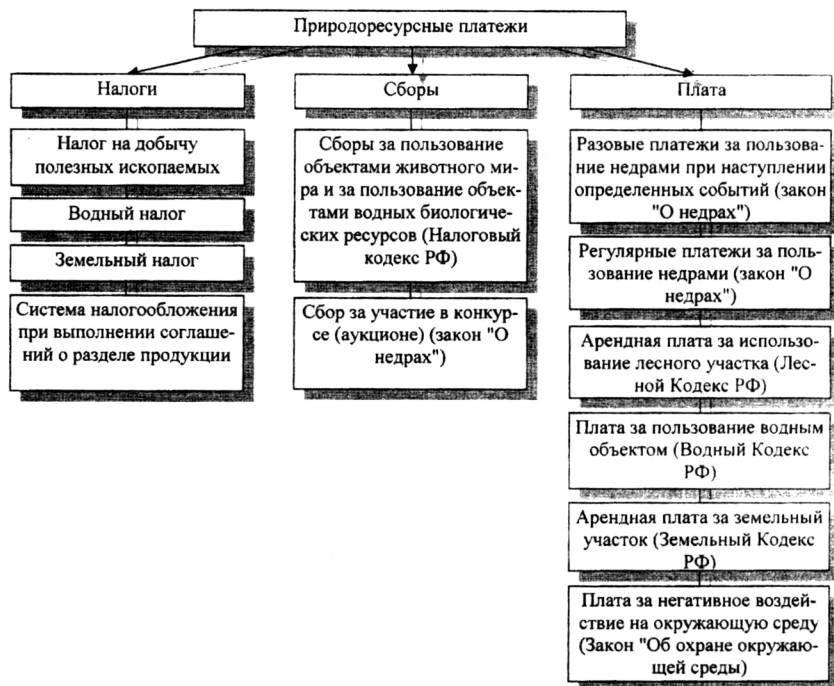 Природоресурсные платежи
Налоги
Налог на добычу
полезных ископаемых
Водный налог
Земельный налог
Система налогообложения
при выполнении соглаше-
ний о разделе продукции
Сборы
Сборы за пользование
объектами животного ми-
ра и за пользование объек-
тами водных биологиче-
ских ресурсов (Налоговый
кодекс РФ)
Сбор за участие в конкур-
се (аукционе) (закон "О
недрах")
Плата
Разовые платежи за пользова-
ние недрами при наступлении
определенных событий (закон
"О недрах")
Регулярные платежи за поль-
зование недрами (закон "О
недрах")
Арендная плата за использо-
вание лесного участка (Лес-
ной Кодекс РФ)
Плата за пользование водным
объектом (Водный Кодекс
РФ)
Арендная плата за земельный
участок (Земельный Кодекс
РФ)
Плата за негативное воздей-
ствие на окружающую среду
(Закон "Об охране окружаю-
щей среды)